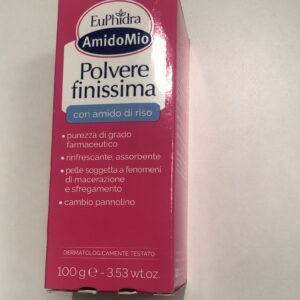 EuPhidra
AmidoMio
Polvere
finissima
con amido di riso
• purezza di grado
farmaceutico
• rinfrescante, assorbente
• pelle soggetta a fenomeni
di macerazione
e sfregamento
• cambio pannolino
DERMATOLOGICAMENTE TESTATO
100 g e - 3.53 wt.oz.